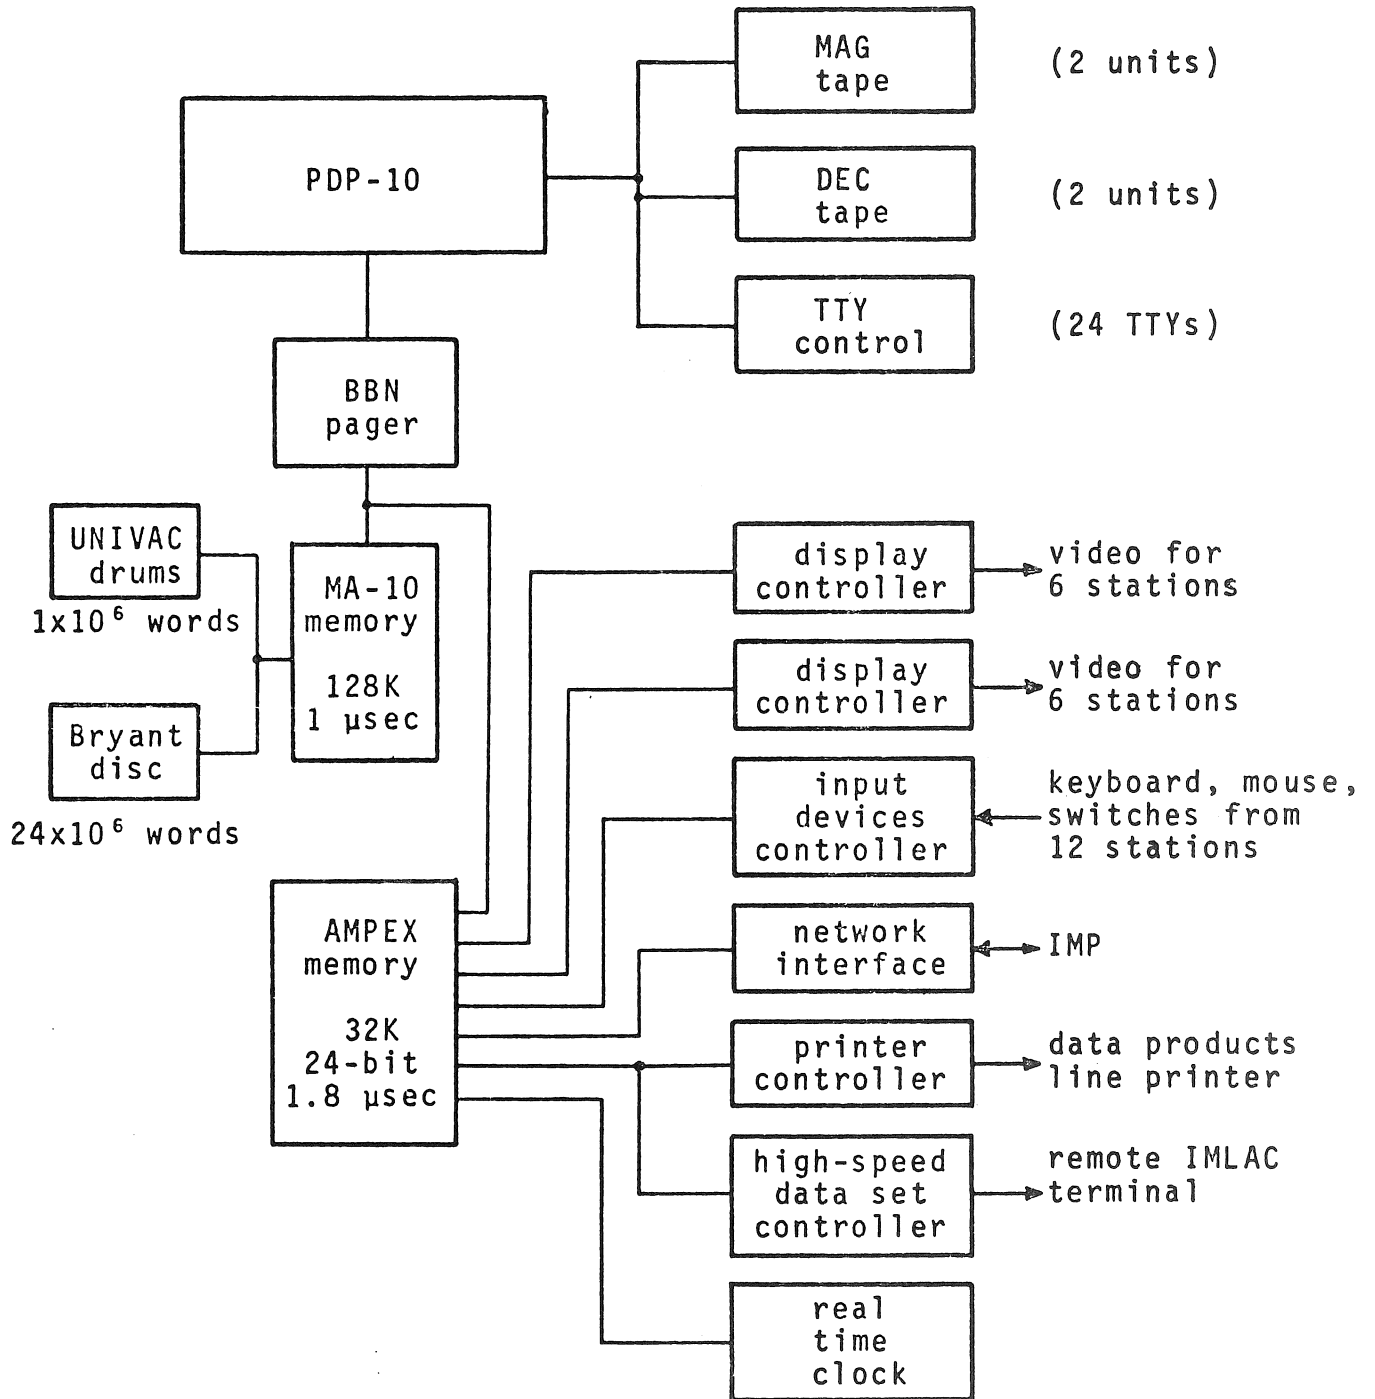 MAG
tape
(2 units)
PDP-10
DEC
tape
(2 units)
TTY
control
(24 TTYs)
BBN
pager
UNIVAC
drums
1x10⁶ words
MA-10
memory
128K
1 µsec
Bryant
disc
24x10⁶ words
display
controller
video for
6 stations
display
controller
video for
6 stations
input
devices
controller
keyboard, mouse,
switches from
12 stations
AMPEX
memory
32K
24-bit
1.8 µsec
network
interface
IMP
printer
controller
data products
line printer
high-speed
data set
controller
remote IMLAC
terminal
real
time
clock